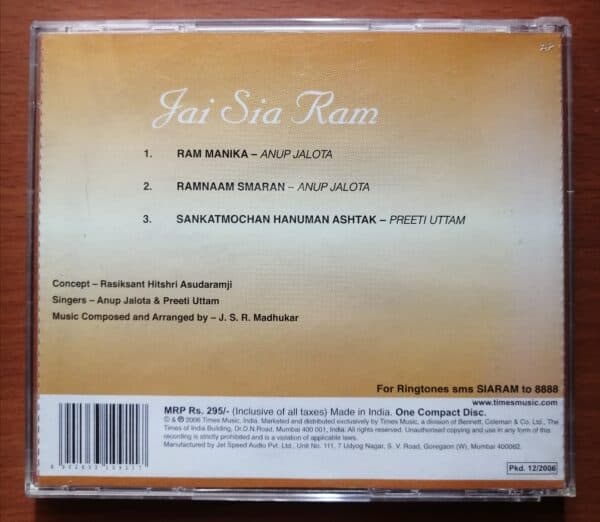 Jai Sia Ram
1. RAM MANIKA – ANUP JALOTA
2. RAMNAAM SMARAN – ANUP JALOTA
3. SANKATMOCHAN HANUMAN ASHTAK – PREETI UTTAM
Concept – Rasiksant Hitshri Asudaramji
Singers – Anup Jalota & Preeti Uttam
Music Composed and Arranged by – J. S. R. Madhukar
For Ringtones sms SIARAM to 8888
www.timesmusic.com
MRP Rs. 295/- (Inclusive of all taxes) Made in India. One Compact Disc.
© & ℗ 2006 Times Music, India. Marketed and distributed exclusively by Times Music, a division of Bennett, Coleman & Co. Ltd., The
Times of India Building, Dr.D.N.Road, Mumbai 400 001, India. All rights reserved. Unauthorised copying and use in any form of this
recording is strictly prohibited and is a violation of applicable laws.
Manufactured by Jet Speed Audio Pvt. Ltd., Unit No. 111, 7 Udyog Nagar, S. V. Road, Goregaon (W), Mumbai 400062.
Pkd. 12/2006